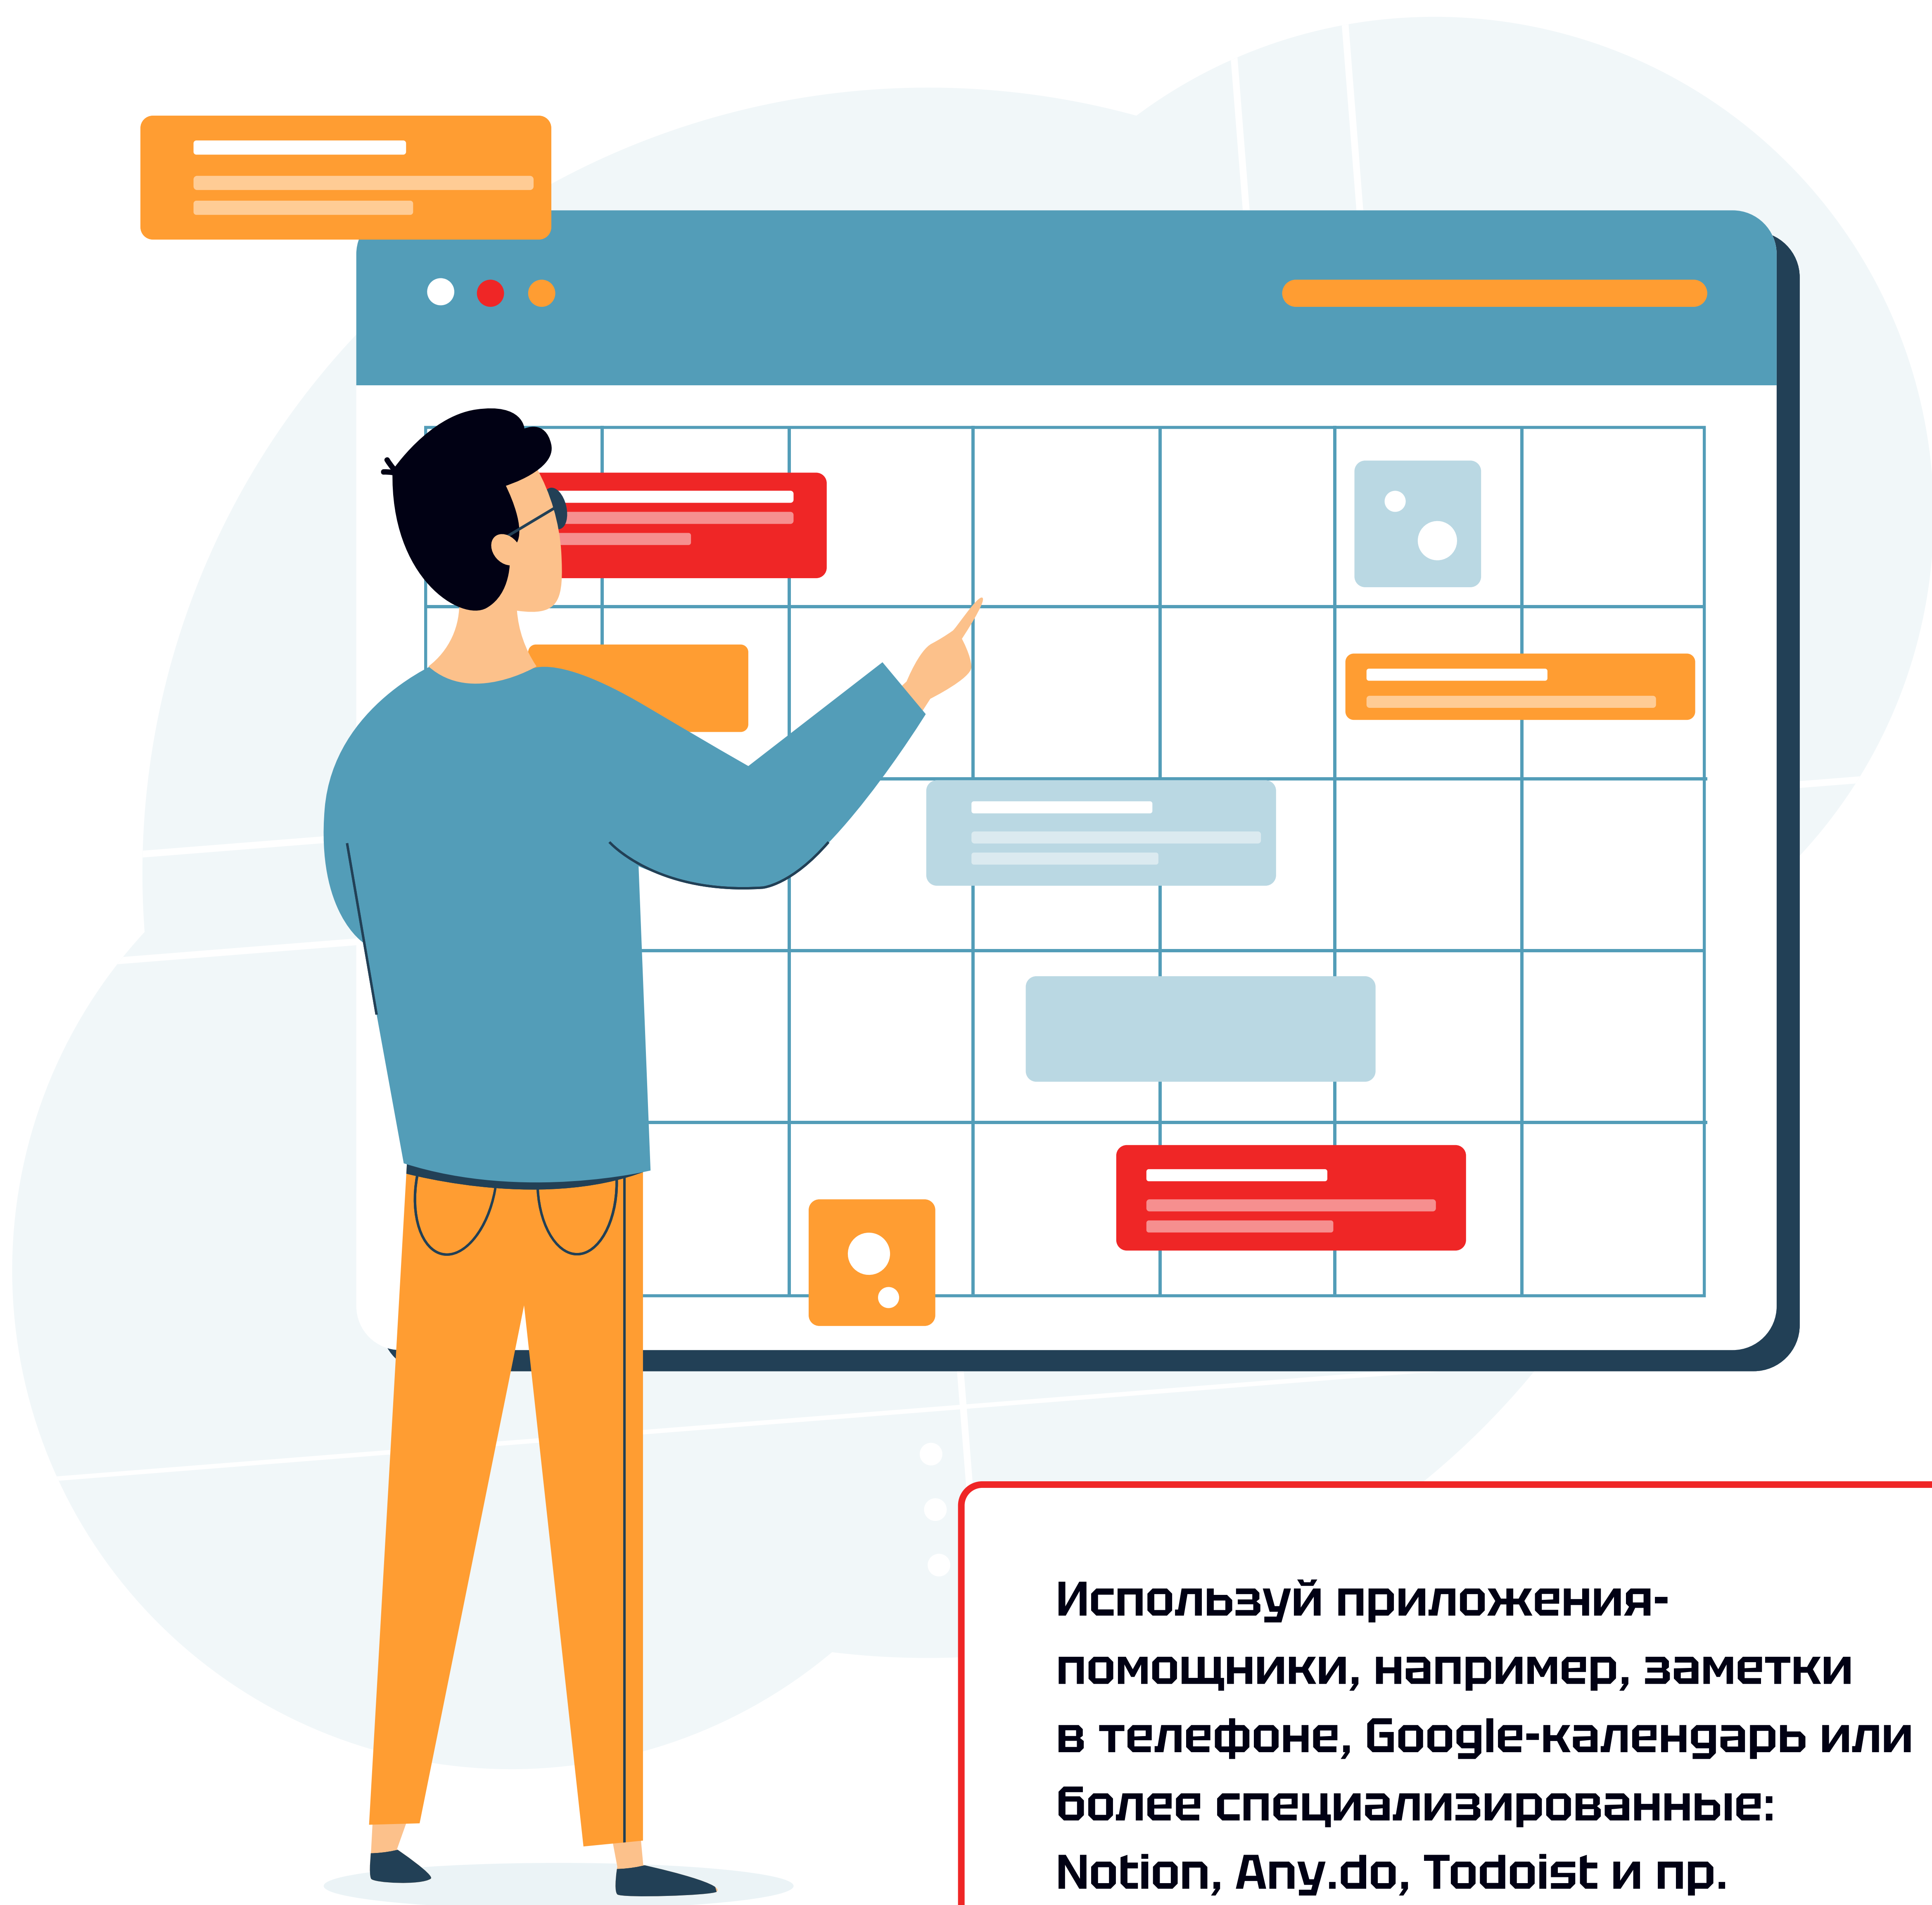 Используй приложения-
помощники, например, заметки
в телефоне, Google-календарь или
более специализированные:
Notion, Any.do, Todoist и пр.